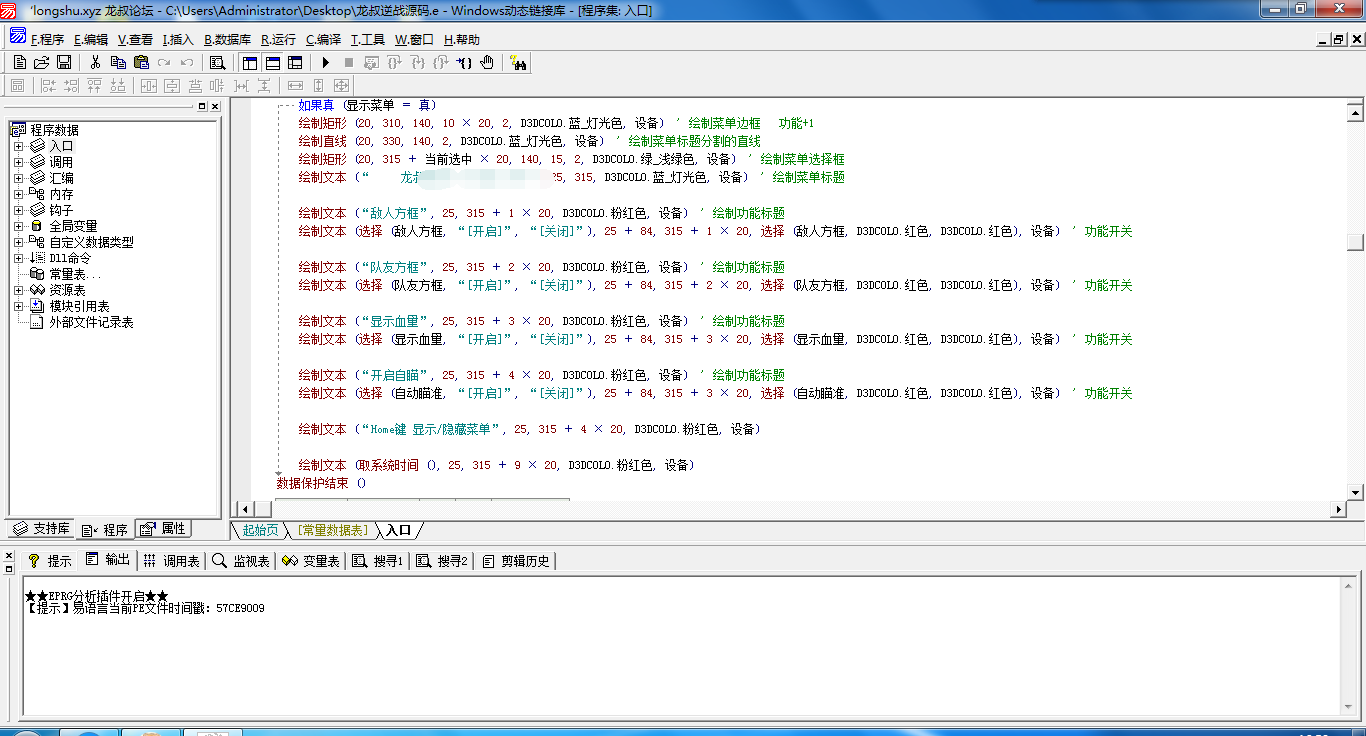 ‘longshu.xyz 龙叔论坛 - C:\Users\Administrator\Desktop\龙叔逆战源码.e - Windows动态链接库 - [程序集: 入口]
F.程序 E.编辑 V.查看 I.插入 B.数据库 R.运行 C.编译 T.工具 W.窗口 H.帮助
程序数据
入口
调用
汇编
内存
钩子
全局变量
自定义数据类型
Dll命令
常量表...
资源表
模块引用表
外部文件记录表
支持库 程序 属性
如果真 (显示菜单 = 真)
绘制矩形 (20, 310, 140, 10 × 20, 2, D3DCOLO.蓝_灯光色, 设备) ’ 绘制菜单边框 功能+1
绘制直线 (20, 330, 140, 2, D3DCOLO.蓝_灯光色, 设备) ’ 绘制菜单标题分割的直线
绘制矩形 (20, 315 + 当前选中 × 20, 140, 15, 2, D3DCOLO.绿_浅绿色, 设备) ’ 绘制菜单选择框
绘制文本 (“ 龙叔 25, 315, D3DCOLO.蓝_灯光色, 设备) ’ 绘制菜单标题
绘制文本 (“敌人方框”, 25, 315 + 1 × 20, D3DCOLO.粉红色, 设备) ’ 绘制功能标题
绘制文本 (选择 (敌人方框, “[开启]”, “[关闭]”), 25 + 84, 315 + 1 × 20, 选择 (敌人方框, D3DCOLO.红色, D3DCOLO.红色), 设备) ’ 功能开关
绘制文本 (“队友方框”, 25, 315 + 2 × 20, D3DCOLO.粉红色, 设备) ’ 绘制功能标题
绘制文本 (选择 (队友方框, “[开启]”, “[关闭]”), 25 + 84, 315 + 2 × 20, 选择 (队友方框, D3DCOLO.红色, D3DCOLO.红色), 设备) ’ 功能开关
绘制文本 (“显示血量”, 25, 315 + 3 × 20, D3DCOLO.粉红色, 设备) ’ 绘制功能标题
绘制文本 (选择 (显示血量, “[开启]”, “[关闭]”), 25 + 84, 315 + 3 × 20, 选择 (显示血量, D3DCOLO.红色, D3DCOLO.红色), 设备) ’ 功能开关
绘制文本 (“开启自瞄”, 25, 315 + 4 × 20, D3DCOLO.粉红色, 设备) ’ 绘制功能标题
绘制文本 (选择 (自动瞄准, “[开启]”, “[关闭]”), 25 + 84, 315 + 3 × 20, 选择 (自动瞄准, D3DCOLO.红色, D3DCOLO.红色), 设备) ’ 功能开关
绘制文本 (“Home键 显示/隐藏菜单”, 25, 315 + 4 × 20, D3DCOLO.粉红色, 设备)
绘制文本 (取系统时间 (), 25, 315 + 9 × 20, D3DCOLO.粉红色, 设备)
数据保护结束 ()
起始页 [常量数据表] 入口
提示 输出 调用表 监视表 变量表 搜寻1 搜寻2 剪辑历史
★★EPRG分析插件开启★★
【提示】易语言当前PE文件时间戳：57CE9009